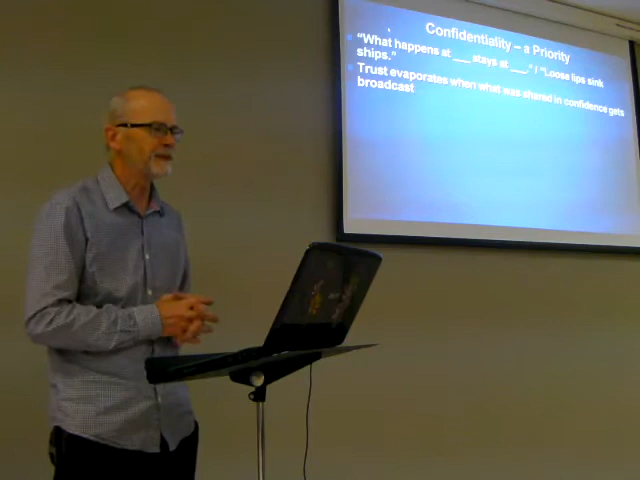 Confidentiality – a Priority
"What happens at ___ stays at ___." / "Loose lips sink
ships."
Trust evaporates when what was shared in confidence gets
broadcast